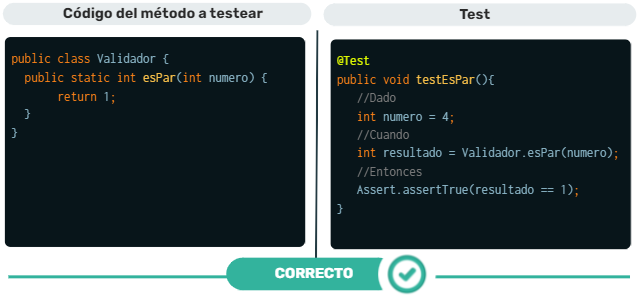 Código del método a testear
public class Validador {
  public static int esPar(int numero) {
       return 1;
  }
}
Test
@Test
public void testEsPar(){
   //Dado
   int numero = 4;
   //Cuando
   int resultado = Validador.esPar(numero);
   //Entonces
   Assert.assertTrue(resultado == 1);
}
CORRECTO